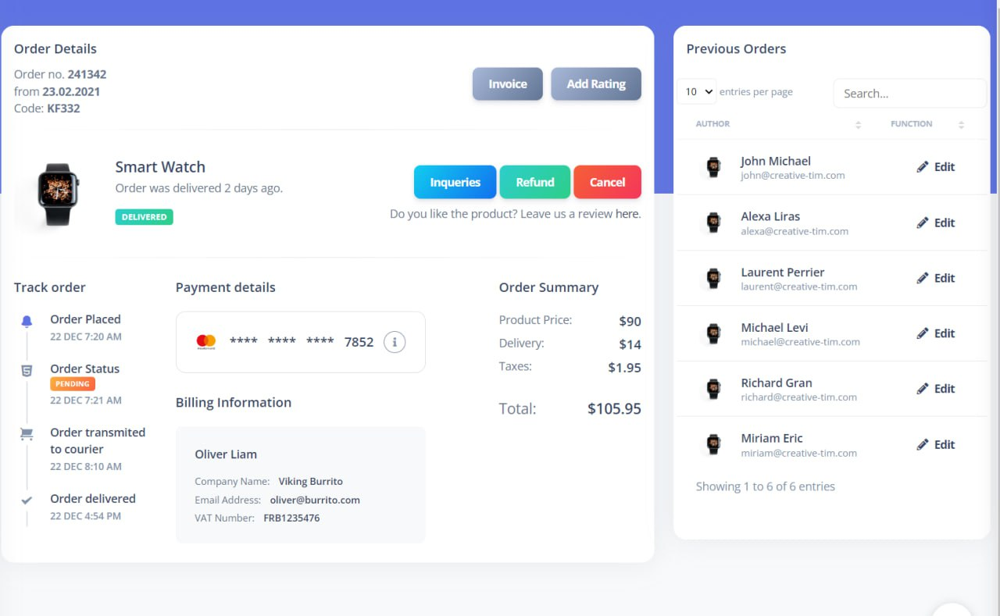 Order Details
Order no. 241342
from 23.02.2021
Code: KF332
Invoice
Add Rating
Smart Watch
Order was delivered 2 days ago.
DELIVERED
Inqueries
Refund
Cancel
Do you like the product? Leave us a review here.
Track order
Order Placed
22 DEC 7:20 AM
Order Status
PENDING
22 DEC 7:21 AM
Order transmited
to courier
22 DEC 8:10 AM
Order delivered
22 DEC 4:54 PM
Payment details
**** **** **** 7852
Billing Information
Oliver Liam
Company Name: Viking Burrito
Email Address: oliver@burrito.com
VAT Number: FRB1235476
Order Summary
Product Price: $90
Delivery: $14
Taxes: $1.95
Total: $105.95
Previous Orders
10 entries per page
Search...
AUTHOR FUNCTION
John Michael
john@creative-tim.com
Edit
Alexa Liras
alexa@creative-tim.com
Edit
Laurent Perrier
laurent@creative-tim.com
Edit
Michael Levi
michael@creative-tim.com
Edit
Richard Gran
richard@creative-tim.com
Edit
Miriam Eric
miriam@creative-tim.com
Edit
Showing 1 to 6 of 6 entries